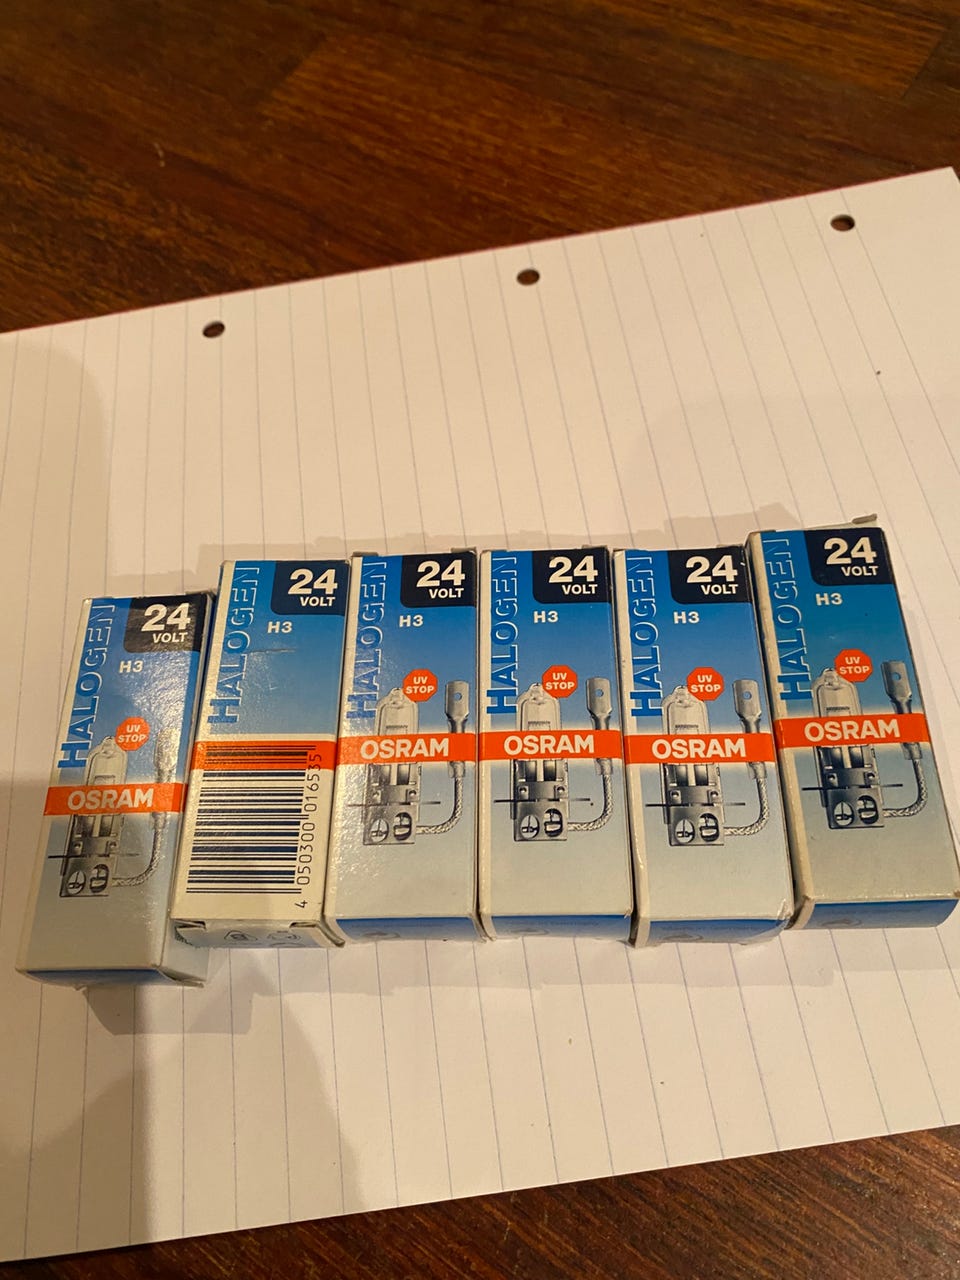 HALOGEN
24
VOLT
H3
UV
STOP
OSRAM
HALOGEN
24
VOLT
H3
4 050300 016535
HALOGEN
24
VOLT
H3
UV
STOP
OSRAM
HALOGEN
24
VOLT
H3
UV
STOP
OSRAM
HALOGEN
24
VOLT
H3
UV
STOP
OSRAM
HALOGEN
24
VOLT
H3
UV
STOP
OSRAM